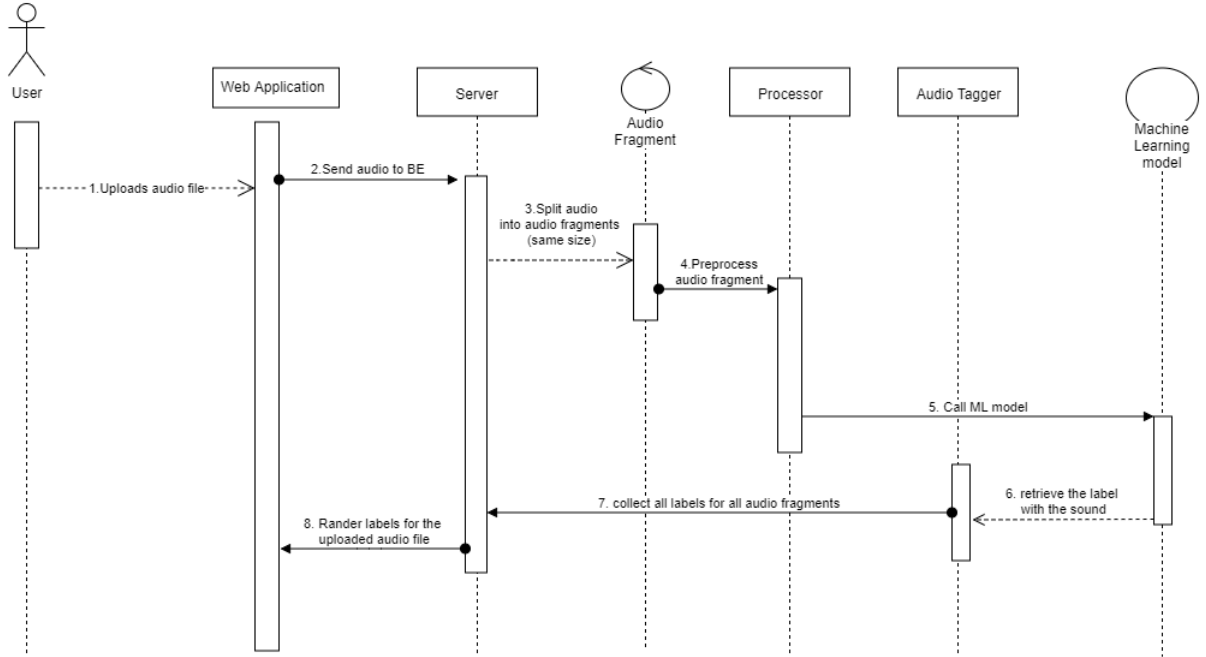 User
Web Application
Server
Audio
Fragment
Processor
Audio Tagger
Machine
Learning
model
1.Uploads audio file
2.Send audio to BE
3.Split audio
into audio fragments
(same size)
4.Preprocess
audio fragment
5. Call ML model
6. retrieve the label
with the sound
7. collect all labels for all audio fragments
8. Rander labels for the
uploaded audio file